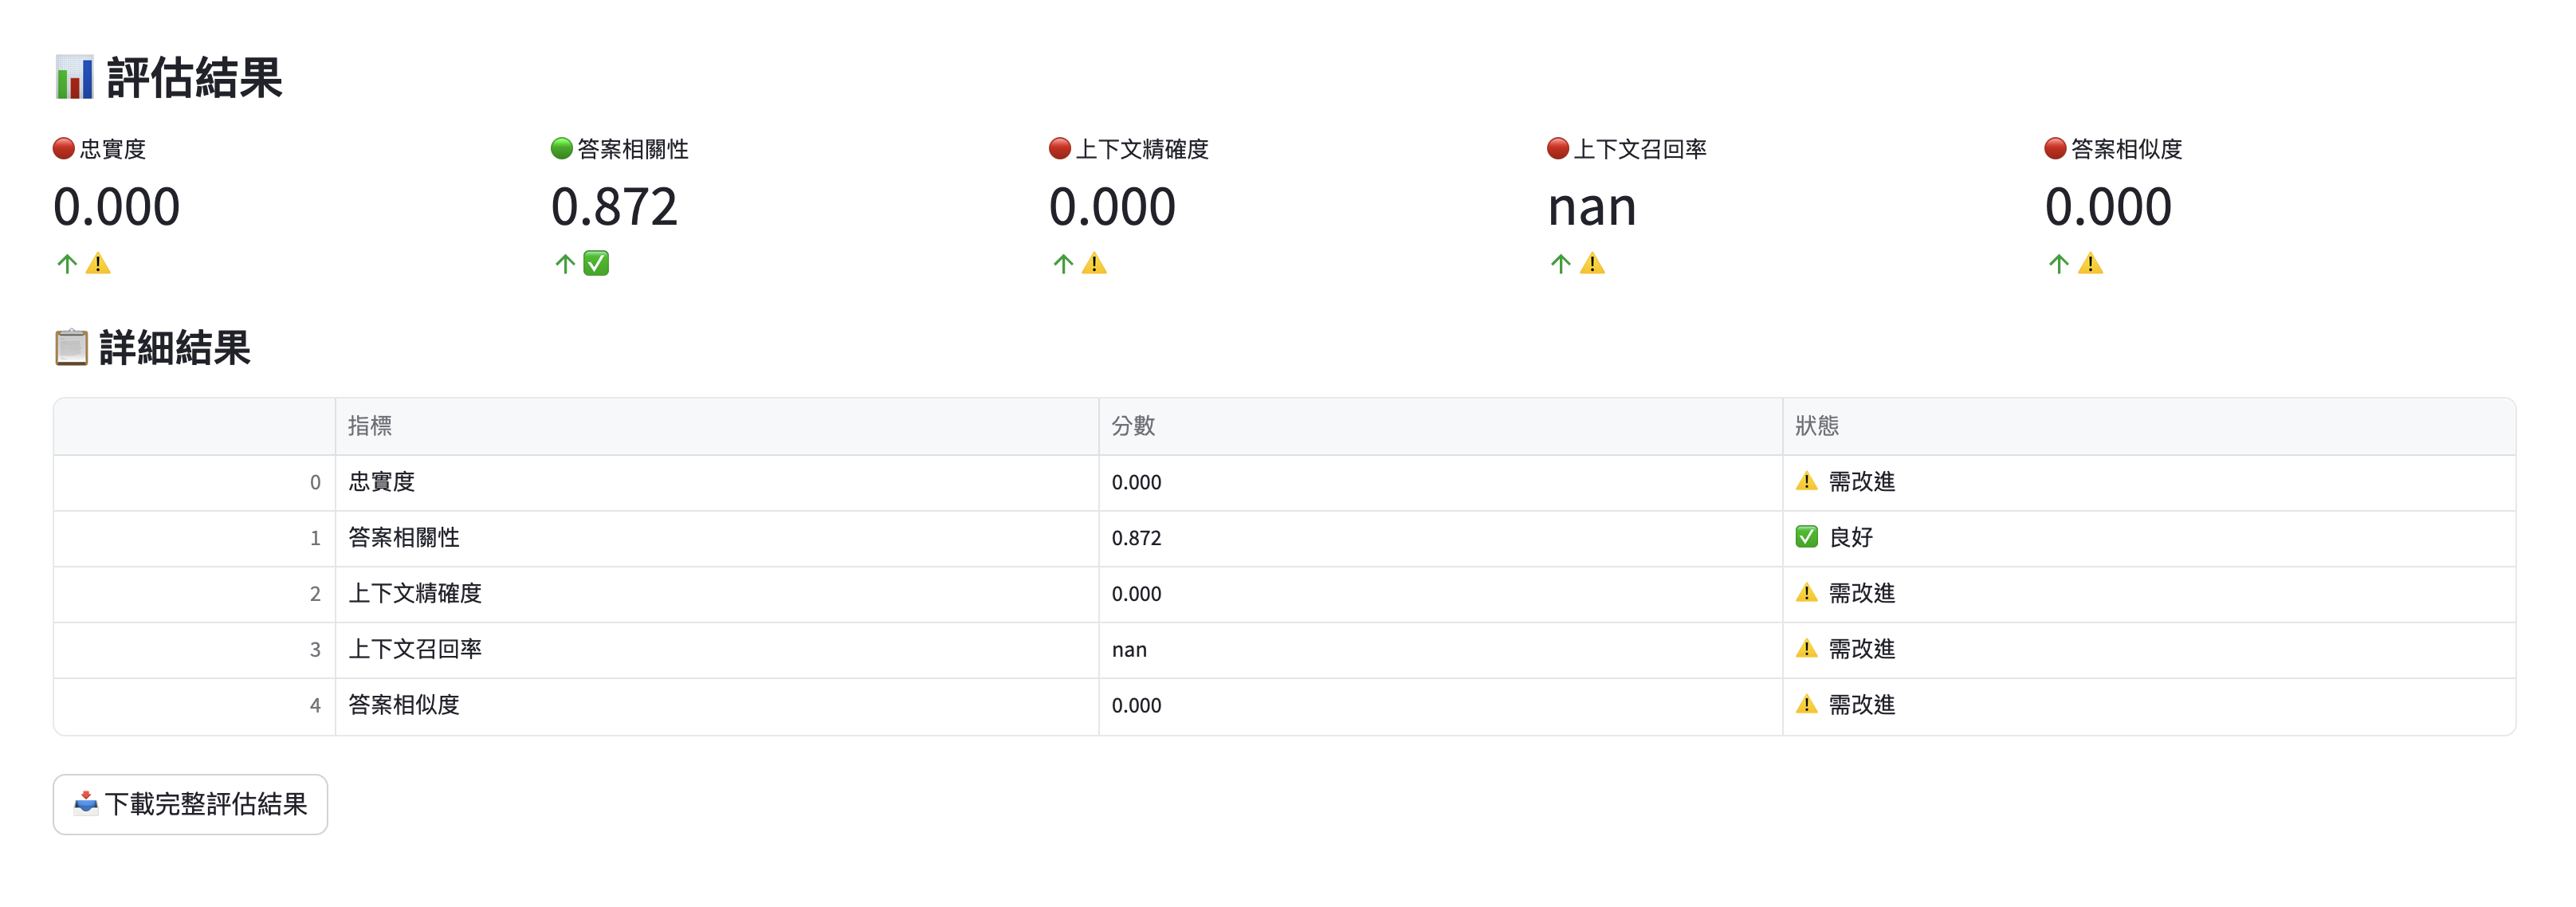 📊 評估結果
🔴 忠實度 🟢 答案相關性 🔴 上下文精確度 🔴 上下文召回率 🔴 答案相似度
0.000 0.872 0.000 nan 0.000
↑ ⚠️ ↑ ✅ ↑ ⚠️ ↑ ⚠️ ↑ ⚠️
📋 詳細結果
指標 分數 狀態
0 忠實度 0.000 ⚠️ 需改進
1 答案相關性 0.872 ✅ 良好
2 上下文精確度 0.000 ⚠️ 需改進
3 上下文召回率 nan ⚠️ 需改進
4 答案相似度 0.000 ⚠️ 需改進
📥 下載完整評估結果